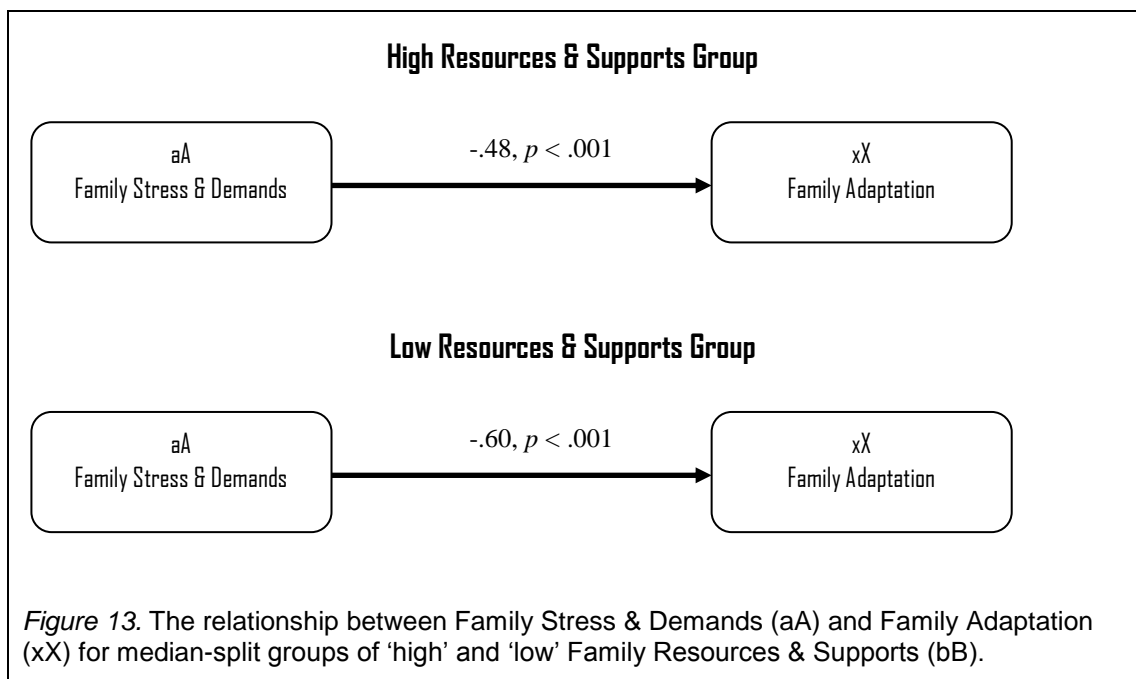 High Resources & Supports Group
-.48, p < .001
aA
Family Stress & Demands
xX
Family Adaptation
Low Resources & Supports Group
-.60, p < .001
aA
Family Stress & Demands
xX
Family Adaptation
Figure 13. The relationship between Family Stress & Demands (aA) and Family Adaptation
(xX) for median-split groups of ‘high’ and ‘low’ Family Resources & Supports (bB).